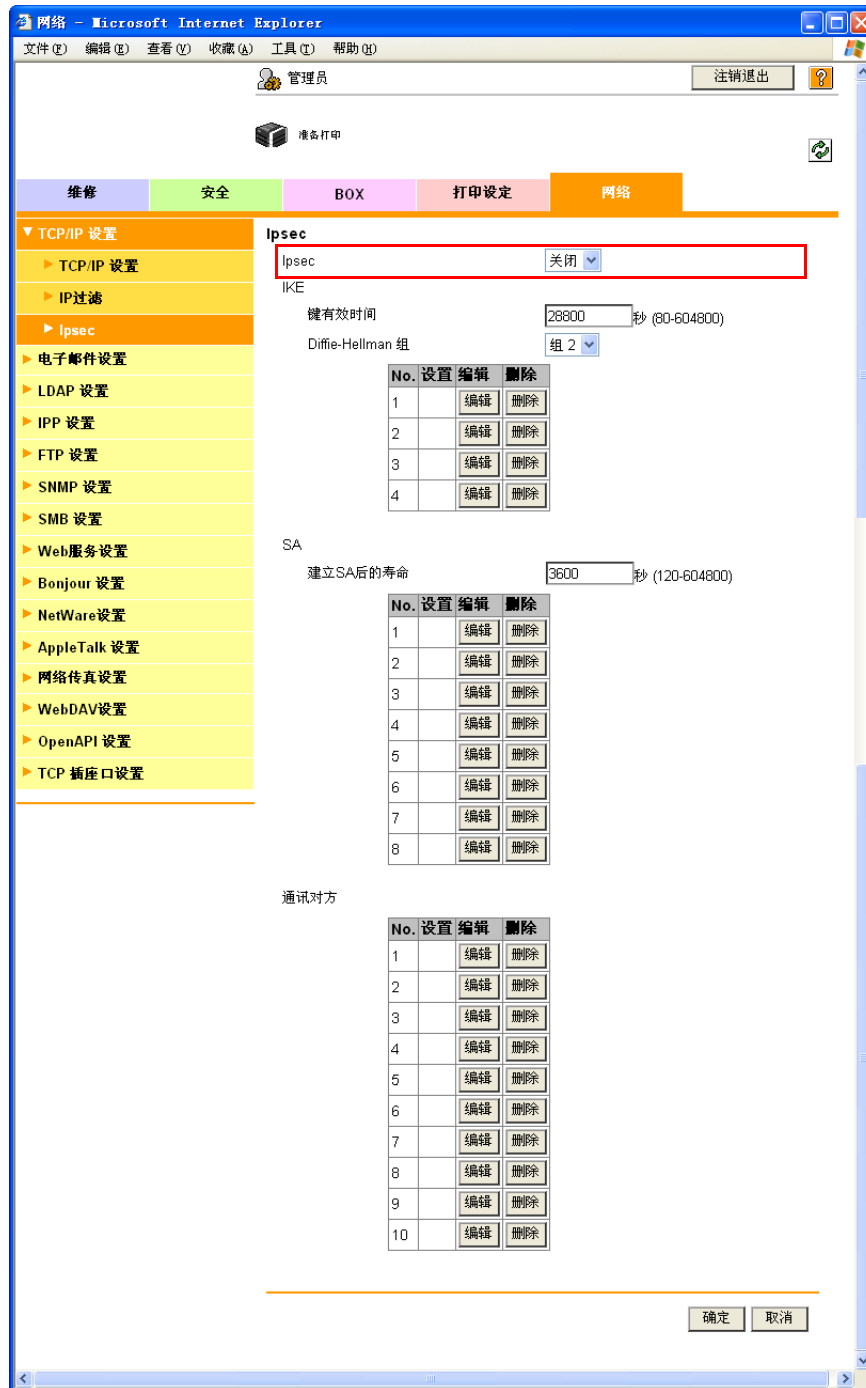 网络 - Microsoft Internet Explorer
文件(F) 编辑(E) 查看(V) 收藏(A) 工具(T) 帮助(H)
管理员 注销退出 ?
准备打印
维修 安全 BOX 打印设定 网络
TCP/IP 设置
TCP/IP 设置
IP过滤
Ipsec
电子邮件设置
LDAP 设置
IPP 设置
FTP 设置
SNMP 设置
SMB 设置
Web服务设置
Bonjour 设置
NetWare设置
AppleTalk 设置
网络传真设置
WebDAV设置
OpenAPI 设置
TCP 插座口设置
Ipsec
Ipsec 关闭
IKE
键有效时间 28800 秒 (80-604800)
Diffie-Hellman 组 组 2
No. 设置 编辑 删除
1 编辑 删除
2 编辑 删除
3 编辑 删除
4 编辑 删除
SA
建立SA后的寿命 3600 秒 (120-604800)
No. 设置 编辑 删除
1 编辑 删除
2 编辑 删除
3 编辑 删除
4 编辑 删除
5 编辑 删除
6 编辑 删除
7 编辑 删除
8 编辑 删除
通讯对方
No. 设置 编辑 删除
1 编辑 删除
2 编辑 删除
3 编辑 删除
4 编辑 删除
5 编辑 删除
6 编辑 删除
7 编辑 删除
8 编辑 删除
9 编辑 删除
10 编辑 删除
确定 取消